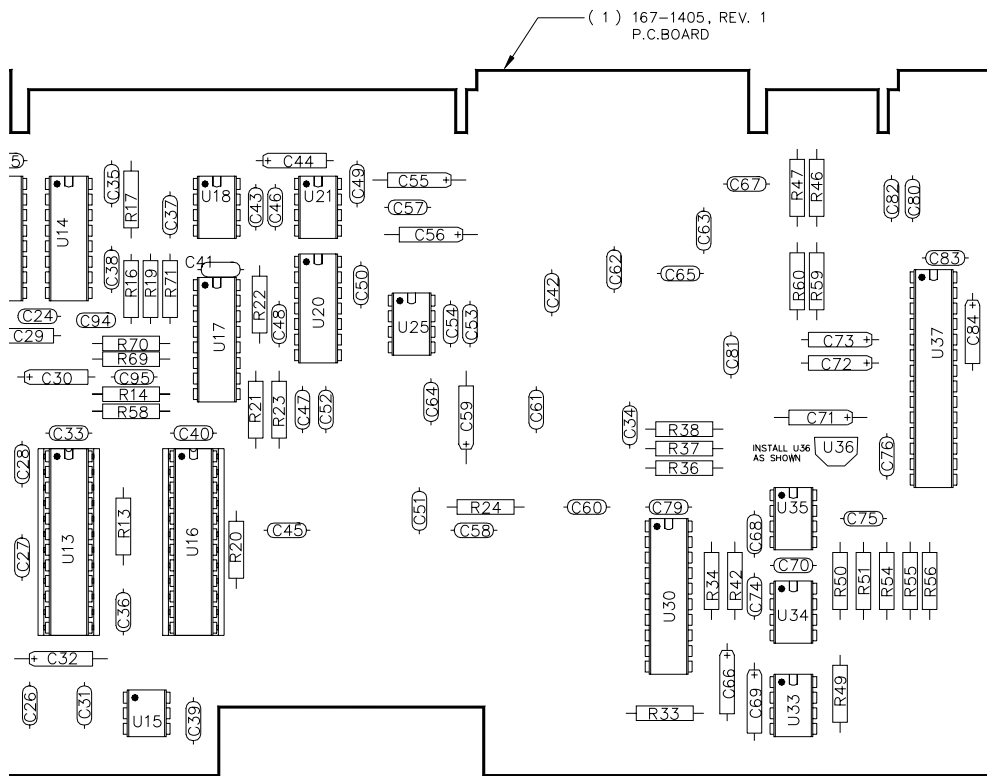 ( 1 ) 167-1405, REV. 1
P.C.BOARD
5
C35
R17
C37
U14
U18
C43
C46
C44
U21
C49
C55
C57
C56
C67
R47
R46
C82
C80
C63
C38
R16
R19
R71
C41
R22
C48
U20
C50
C42
C62
C65
R60
R59
C83
C24
C94
C29
U17
U25
C54
C53
C81
C73
C72
U37
C84
R70
R69
C30
C95
R14
R58
R21
R23
C47
C52
C64
C59
C61
C34
R38
R37
R36
C71
INSTALL U36
AS SHOWN
U36
C76
C33
C40
C28
U13
R13
U16
R20
C45
C51
R24
C58
C60
C79
C68
U35
C75
C27
C36
U30
R34
R42
C74
C70
U34
R50
R51
R54
R55
R56
C32
C26
C31
U15
C39
R33
C66
C69
U33
R49